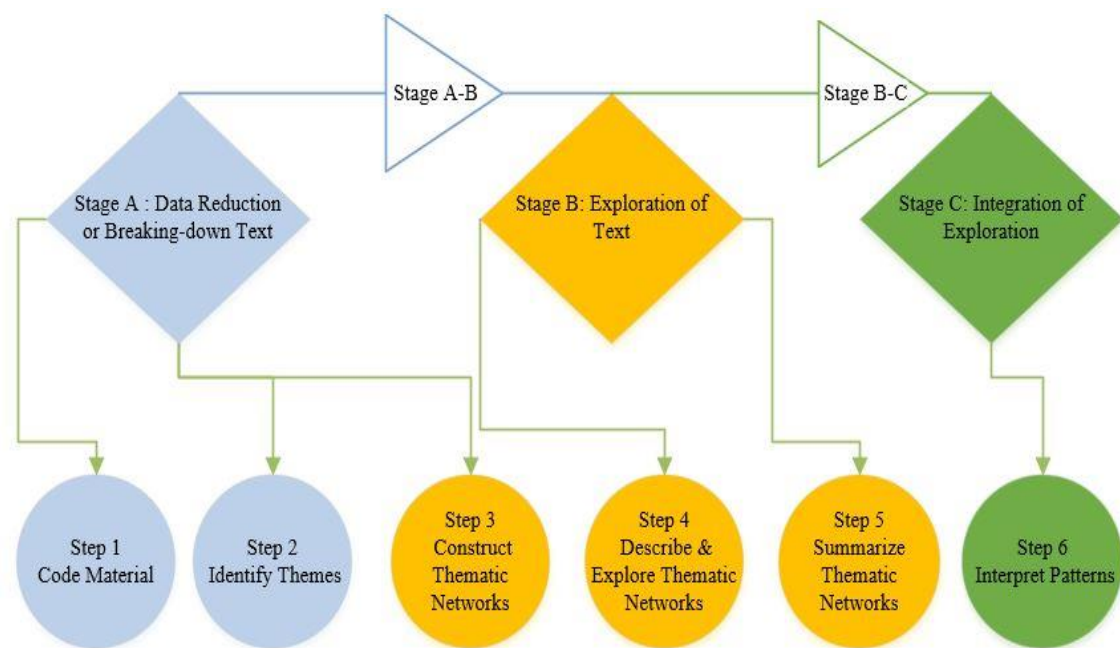 Stage A-B
Stage B-C
Stage A : Data Reduction
or Breaking-down Text
Stage B: Exploration of
Text
Stage C: Integration of
Exploration
Step 1
Code Material
Step 2
Identify Themes
Step 3
Construct
Thematic
Networks
Step 4
Describe &
Explore Thematic
Networks
Step 5
Summarize
Thematic
Networks
Step 6
Interpret Patterns